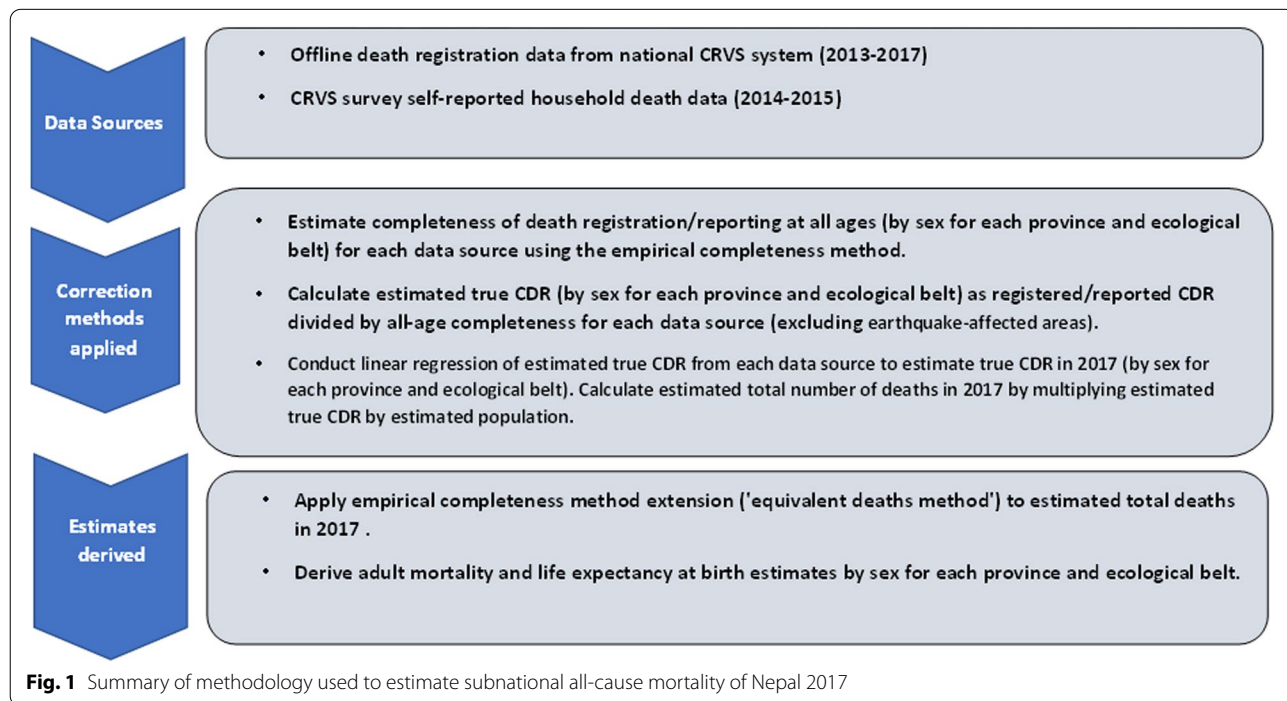 Data Sources
• Offline death registration data from national CRVS system (2013-2017)
• CRVS survey self-reported household death data (2014-2015)
Correction
methods
applied
• Estimate completeness of death registration/reporting at all ages (by sex for each province and ecological
belt) for each data source using the empirical completeness method.
• Calculate estimated true CDR (by sex for each province and ecological belt) as registered/reported CDR
divided by all-age completeness for each data source (excluding earthquake-affected areas).
• Conduct linear regression of estimated true CDR from each data source to estimate true CDR in 2017 (by sex for
each province and ecological belt). Calculate estimated total number of deaths in 2017 by multiplying estimated
true CDR by estimated population.
Estimates
derived
• Apply empirical completeness method extension ('equivalent deaths method') to estimated total deaths
in 2017 .
• Derive adult mortality and life expectancy at birth estimates by sex for each province and ecological belt.
Fig. 1 Summary of methodology used to estimate subnational all-cause mortality of Nepal 2017